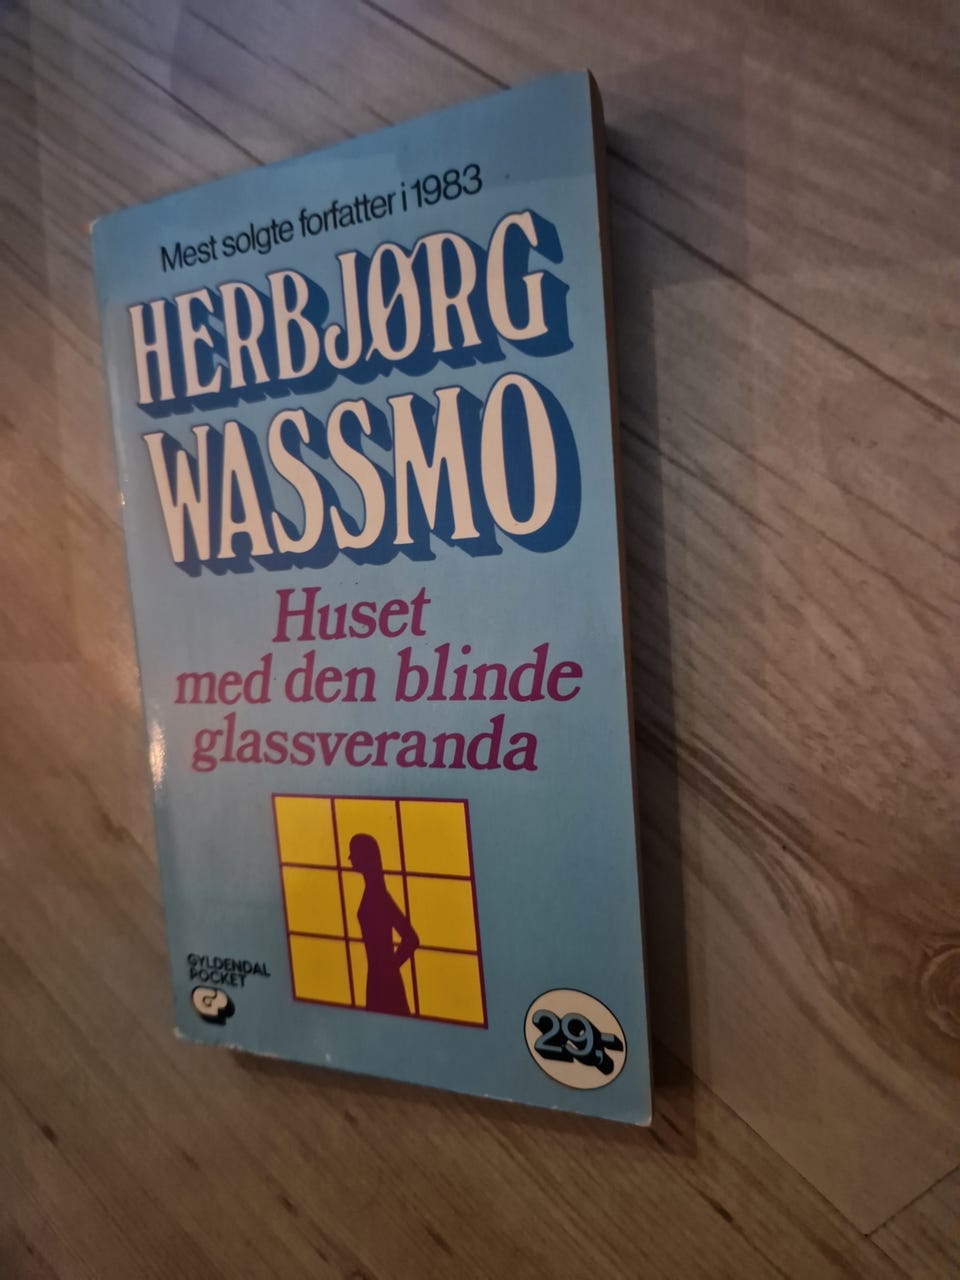 Mest solgte forfatter i 1983
HERBJØRG
WASSMO
Huset
med den blinde
glassveranda
GYLDENDAL
POCKET
G
29,-